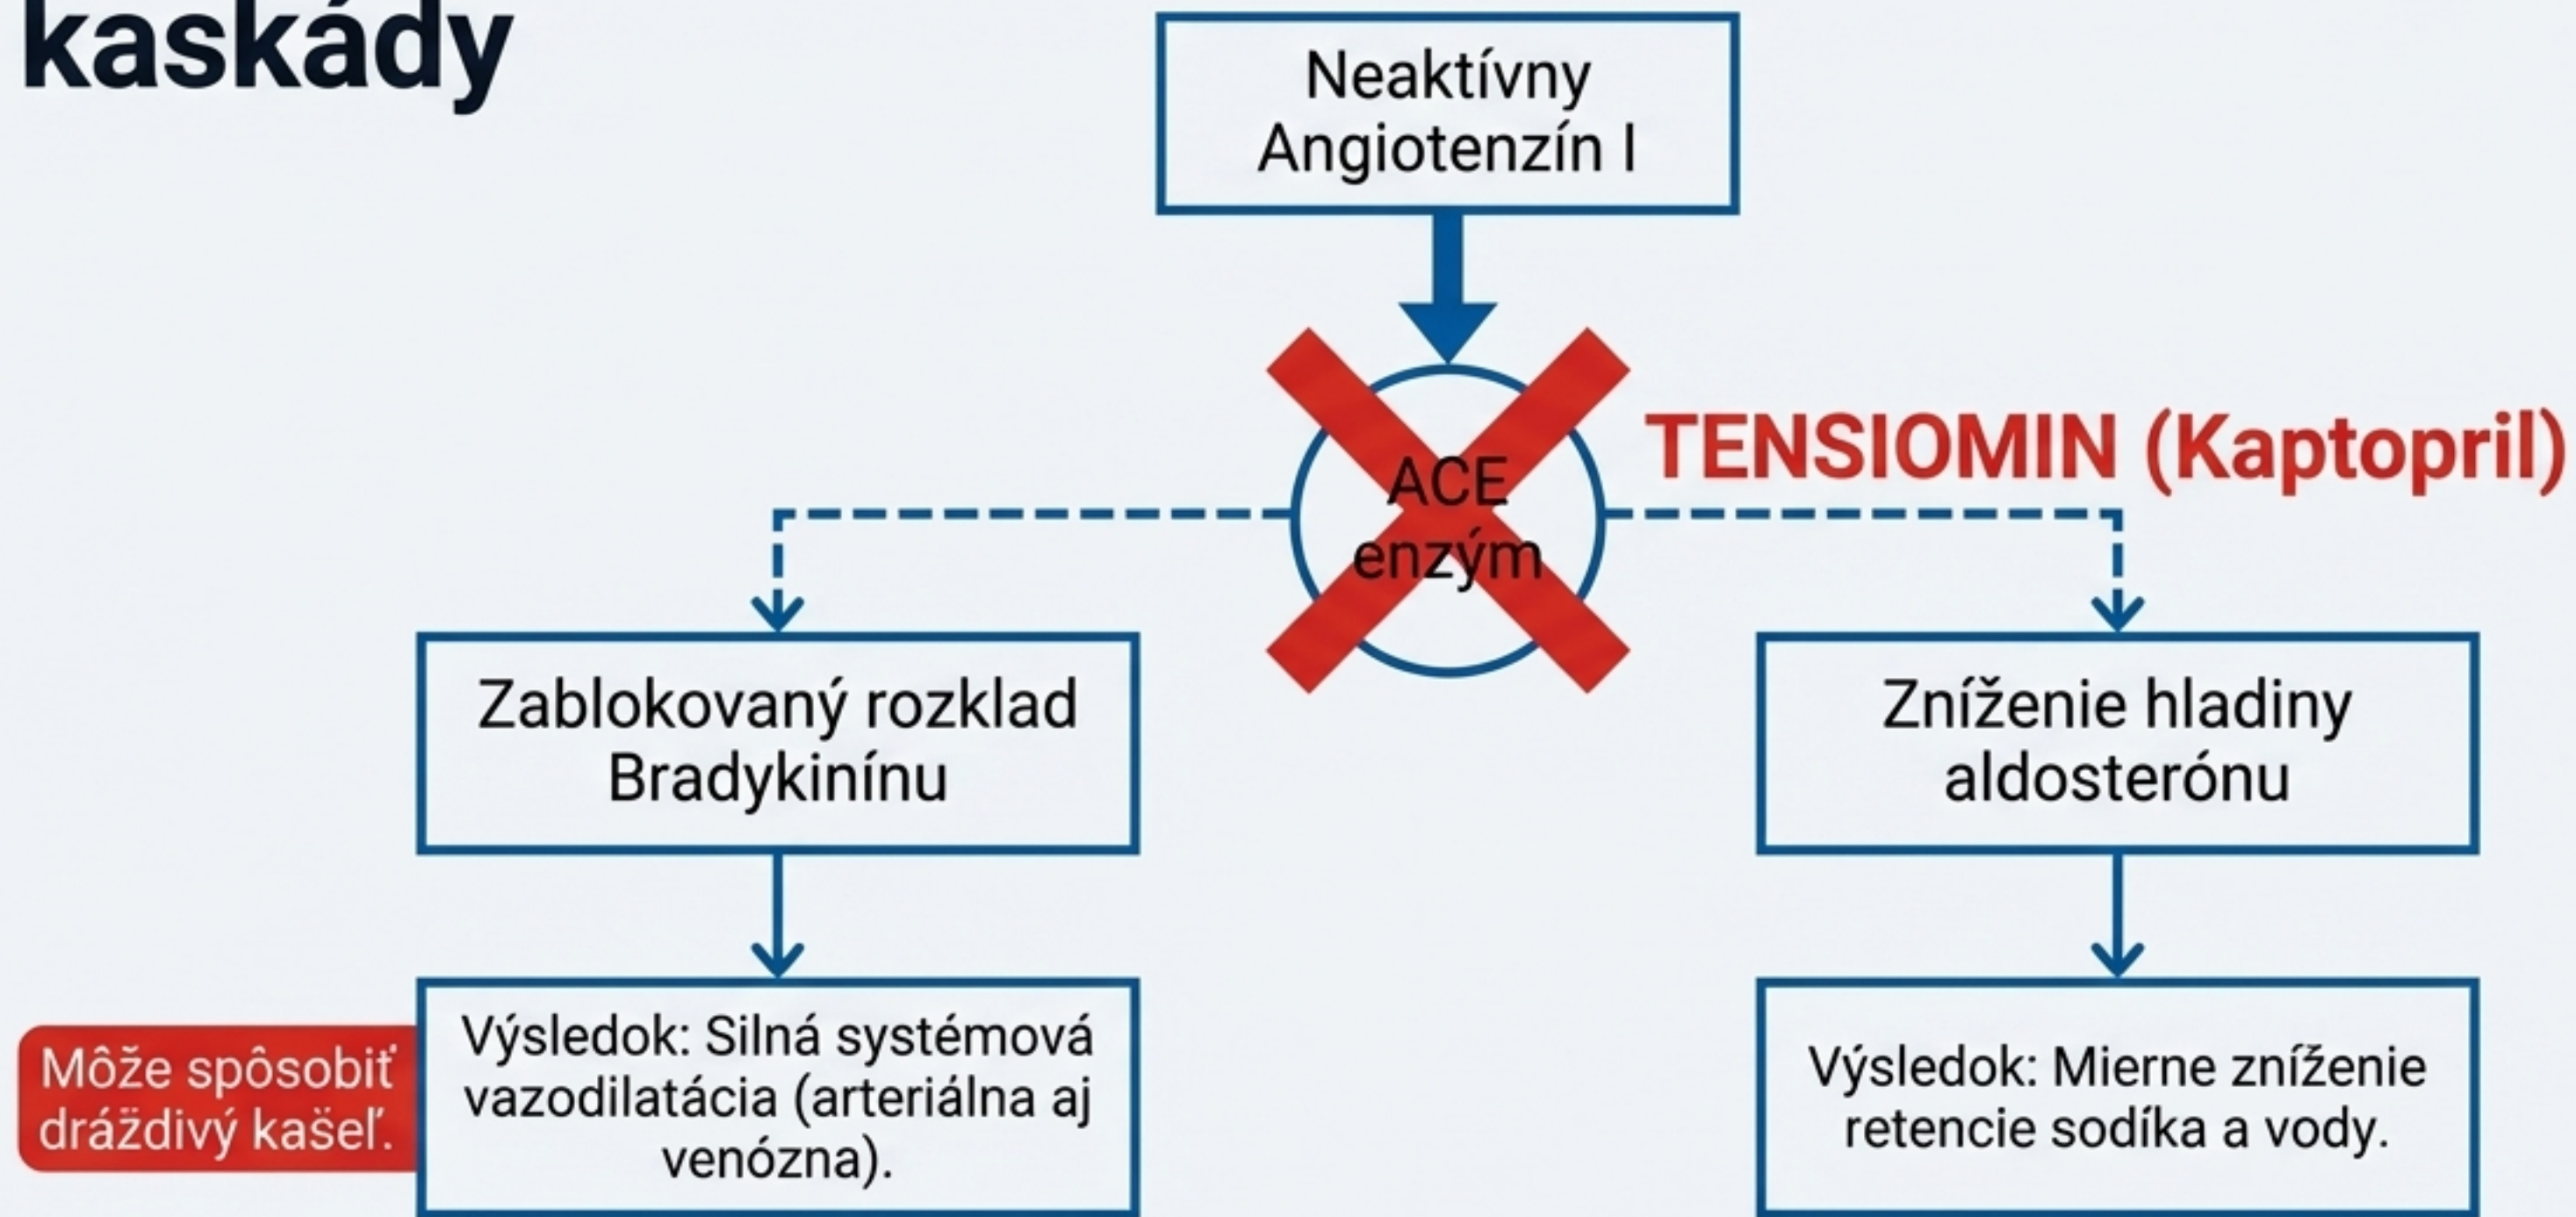 kaskády
Neaktívny
Angiotenzín I
ACE
enzým
TENSIOMIN (Kaptopril)
Zablokovaný rozklad
Bradykinínu
Zníženie hladiny
aldosterónu
Môže spôsobiť
dráždivý kašeľ.
Výsledok: Silná systémová
vazodilatácia (arteriálna aj
venózna).
Výsledok: Mierne zníženie
retencie sodíka a vody.